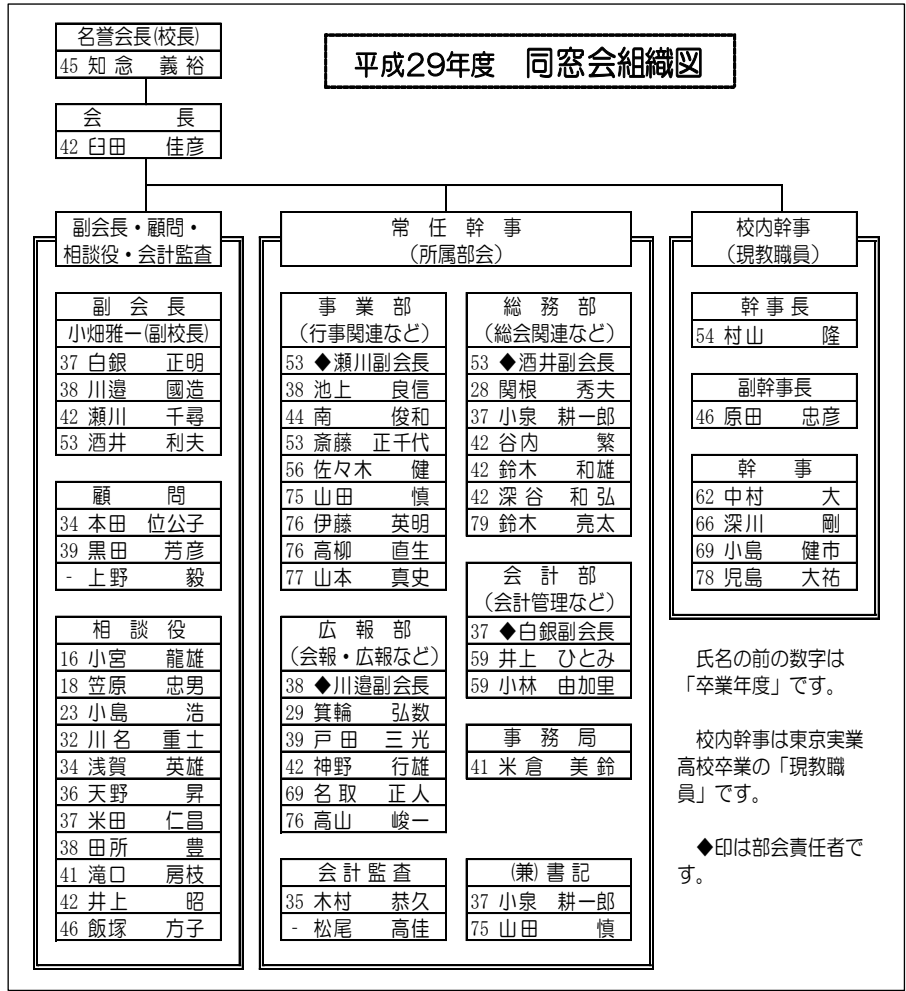 名誉会長(校長)
45 知念 義裕
平成29年度 同窓会組織図
会 長
42 臼田 佳彦
副会長・顧問・
相談役・会計監査
常任幹事
（所属部会）
校内幹事
（現教職員）
副会長
小畑雅一(副校長)
37 白銀 正明
38 川邉 國造
42 瀬川 千尋
53 酒井 利夫
顧 問
34 本田 位公子
39 黒田 芳彦
- 上野 毅
相談役
16 小宮 龍雄
18 笠原 忠男
23 小島 浩
32 川名 重士
34 浅賀 英雄
36 天野 昇
37 米田 仁昌
38 田所 豊
41 滝口 房枝
42 井上 昭
46 飯塚 方子
事業部
（行事関連など）
53 ◆瀬川副会長
38 池上 良信
44 南 俊和
53 斎藤 正千代
56 佐々木 健
75 山田 慎
76 伊藤 英明
76 高柳 直生
77 山本 真史
広報部
（会報・広報など）
38 ◆川邉副会長
29 箕輪 弘数
39 戸田 三光
42 神野 行雄
69 名取 正人
76 高山 峻一
会計監査
35 木村 恭久
- 松尾 高佳
総務部
（総会関連など）
53 ◆酒井副会長
28 関根 秀夫
37 小泉 耕一郎
42 谷内 繁
42 鈴木 和雄
42 深谷 和弘
79 鈴木 亮太
会計部
（会計管理など）
37 ◆白銀副会長
59 井上 ひとみ
59 小林 由加里
事務局
41 米倉 美鈴
(兼)書記
37 小泉 耕一郎
75 山田 慎
幹事長
54 村山 隆
副幹事長
46 原田 忠彦
幹 事
62 中村 大
66 深川 剛
69 小島 健市
78 児島 大祐
氏名の前の数字は
「卒業年度」です。
校内幹事は東京実業
高校卒業の「現教職
員」です。
◆印は部会責任者で
す。